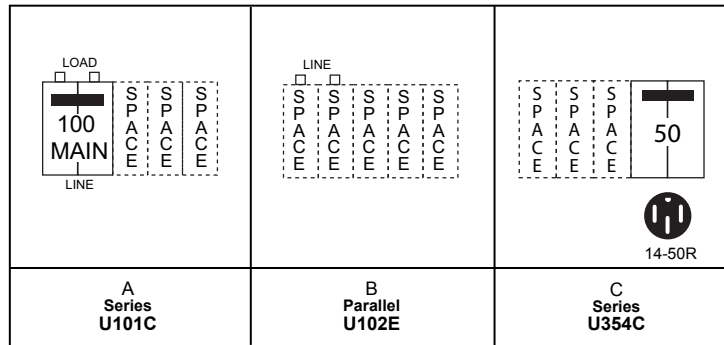 LOAD
100
MAIN
LINE
SPACE
SPACE
SPACE
A
Series
U101C
LINE
SPACE
SPACE
SPACE
SPACE
SPACE
B
Parallel
U102E
SPACE
SPACE
SPACE
50
14-50R
C
Series
U354C